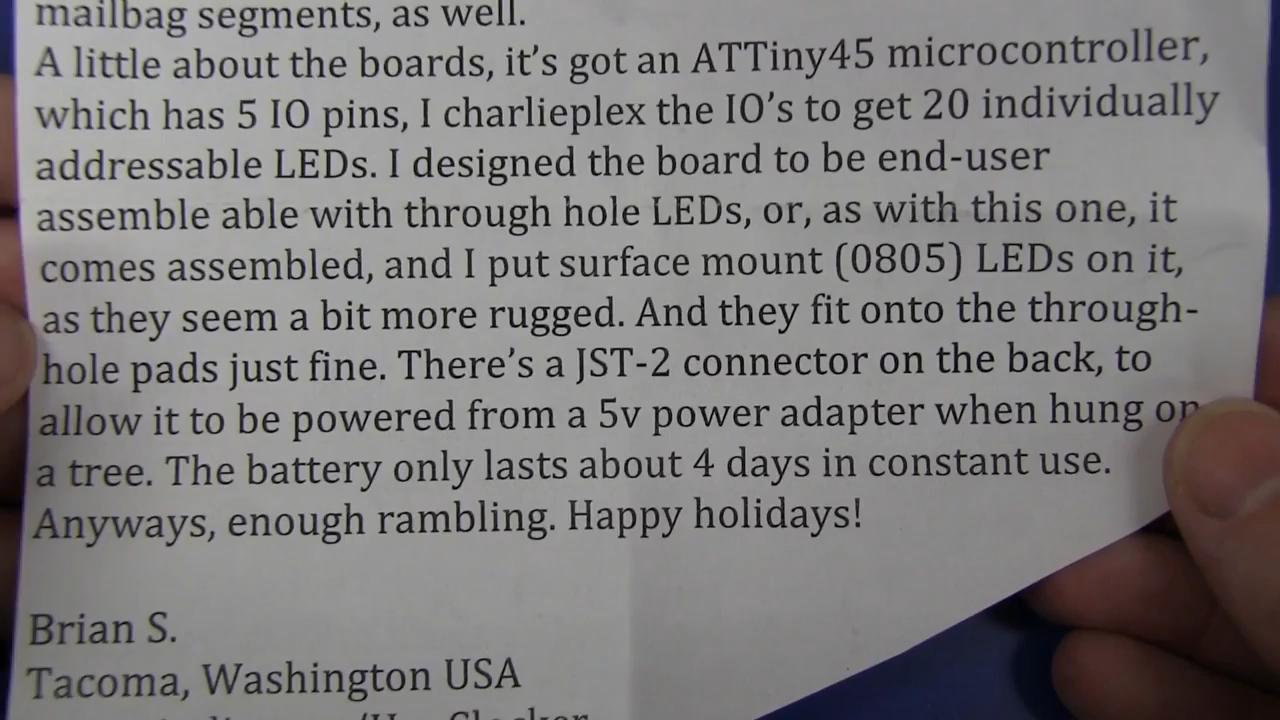 mailbag segments, as well.
A little about the boards, it's got an ATTiny45 microcontroller,
which has 5 IO pins, I charlieplex the IO's to get 20 individually
addressable LEDs. I designed the board to be end-user
assemble able with through hole LEDs, or, as with this one, it
comes assembled, and I put surface mount (0805) LEDs on it,
as they seem a bit more rugged. And they fit onto the through-
hole pads just fine. There's a JST-2 connector on the back, to
allow it to be powered from a 5v power adapter when hung on
a tree. The battery only lasts about 4 days in constant use.
Anyways, enough rambling. Happy holidays!
Brian S.
Tacoma, Washington USA